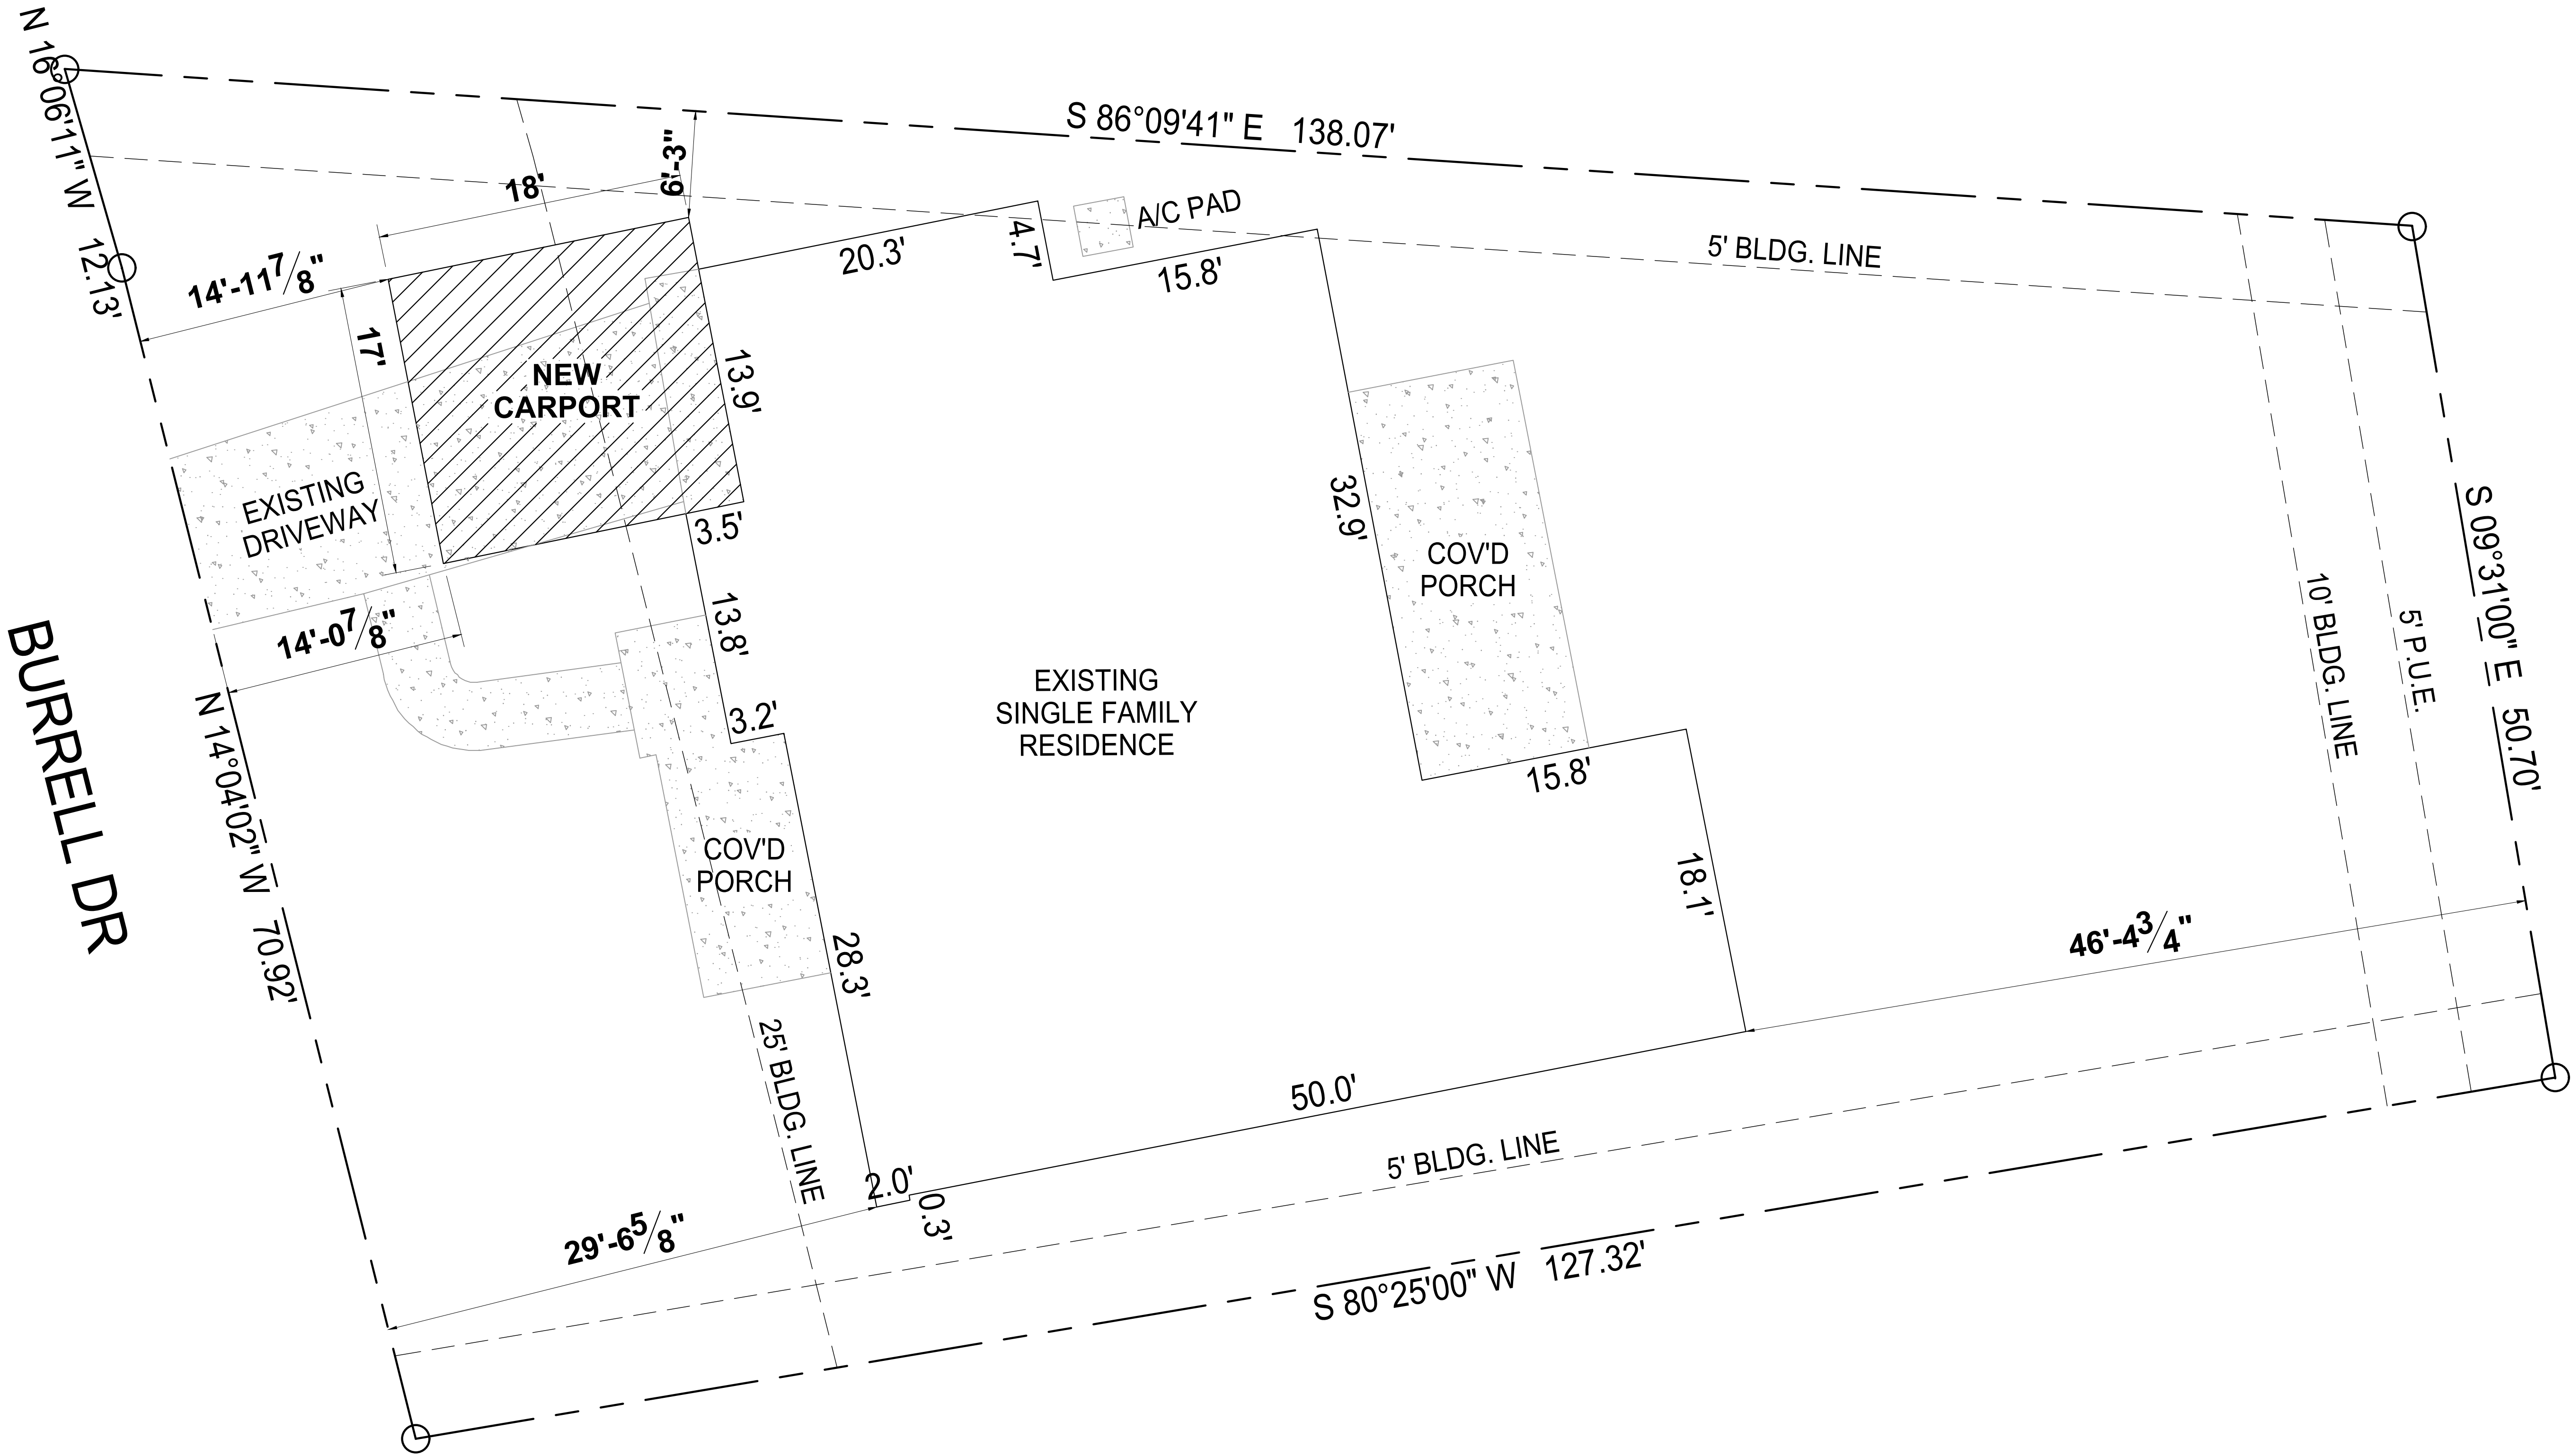 N 16°06'11" W 12.13'
S 86°09'41" E 138.07'
6'-3"
18'
A/C PAD
4.7'
20.3'
15.8'
5' BLDG. LINE
14'-11 7/8"
17'
NEW
CARPORT
13.9'
EXISTING
DRIVEWAY
3.5'
32.9'
COV'D
PORCH
S 09°31'00" E 50.70'
10' BLDG. LINE
5' P.U.E.
14'-0 7/8"
13.8'
BURRELL DR
N 14°04'02" W 70.92'
3.2'
EXISTING
SINGLE FAMILY
RESIDENCE
15.8'
COV'D
PORCH
18.1'
28.3'
46'-4 3/4"
25' BLDG. LINE
50.0'
5' BLDG. LINE
2.0'
0.3'
29'-6 5/8"
S 80°25'00" W 127.32'